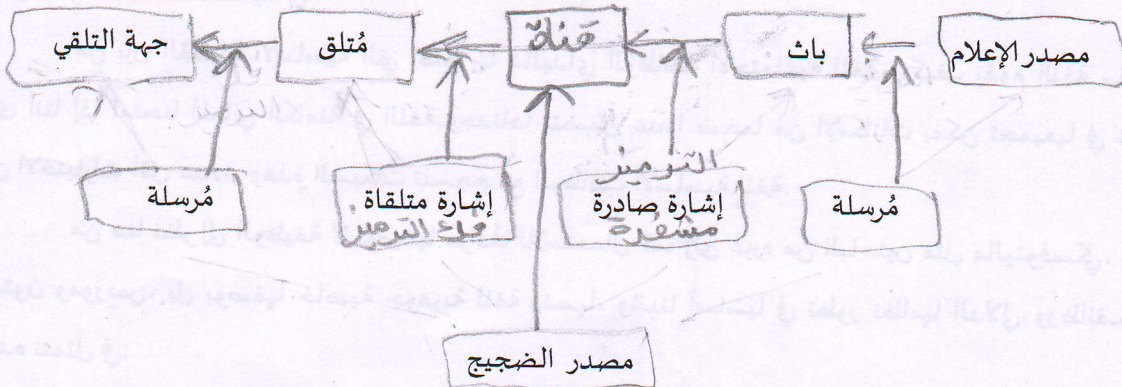 مصدر الإعلام
باث
قناة
مُتلق
جهة التلقي
مُرسلة
الترميز
إشارة صادرة
مشفرة
إشارة متلقاة
فك الترميز
مُرسلة
مصدر الضجيج